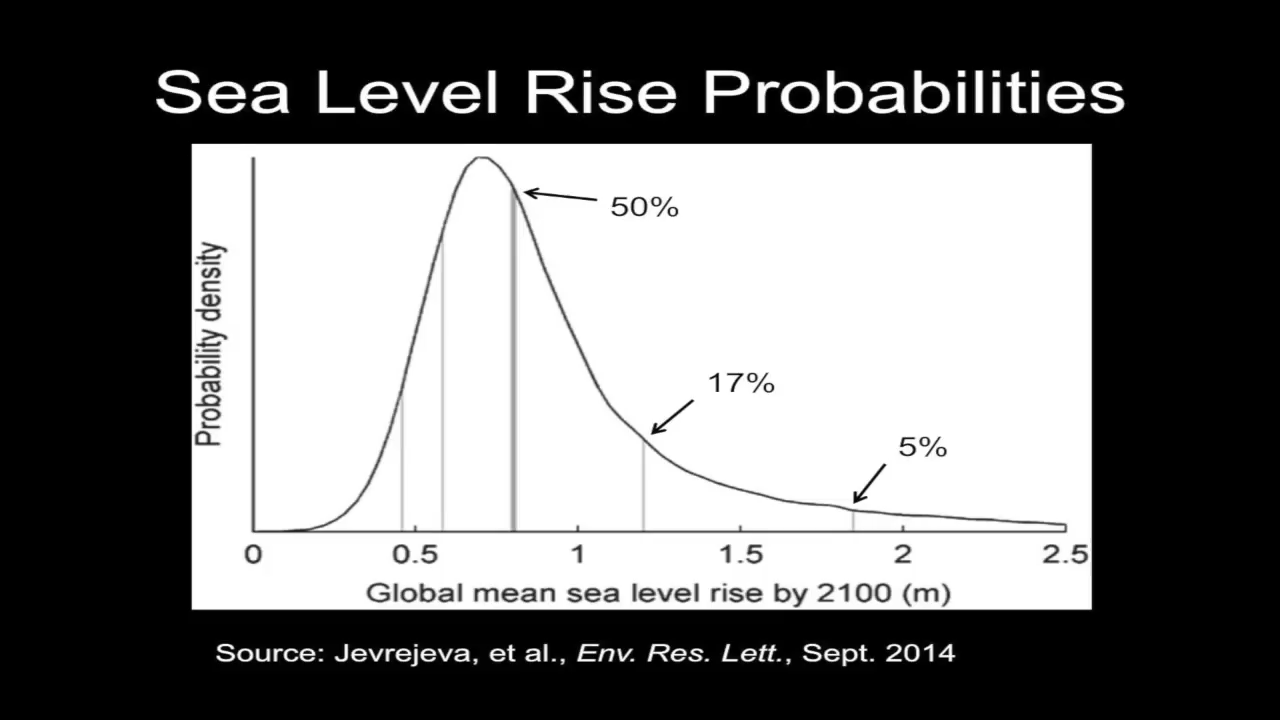 Sea Level Rise Probabilities
50%
17%
5%
Probability density
0 0.5 1 1.5 2 2.5
Global mean sea level rise by 2100 (m)
Source: Jevrejeva, et al., Env. Res. Lett., Sept. 2014